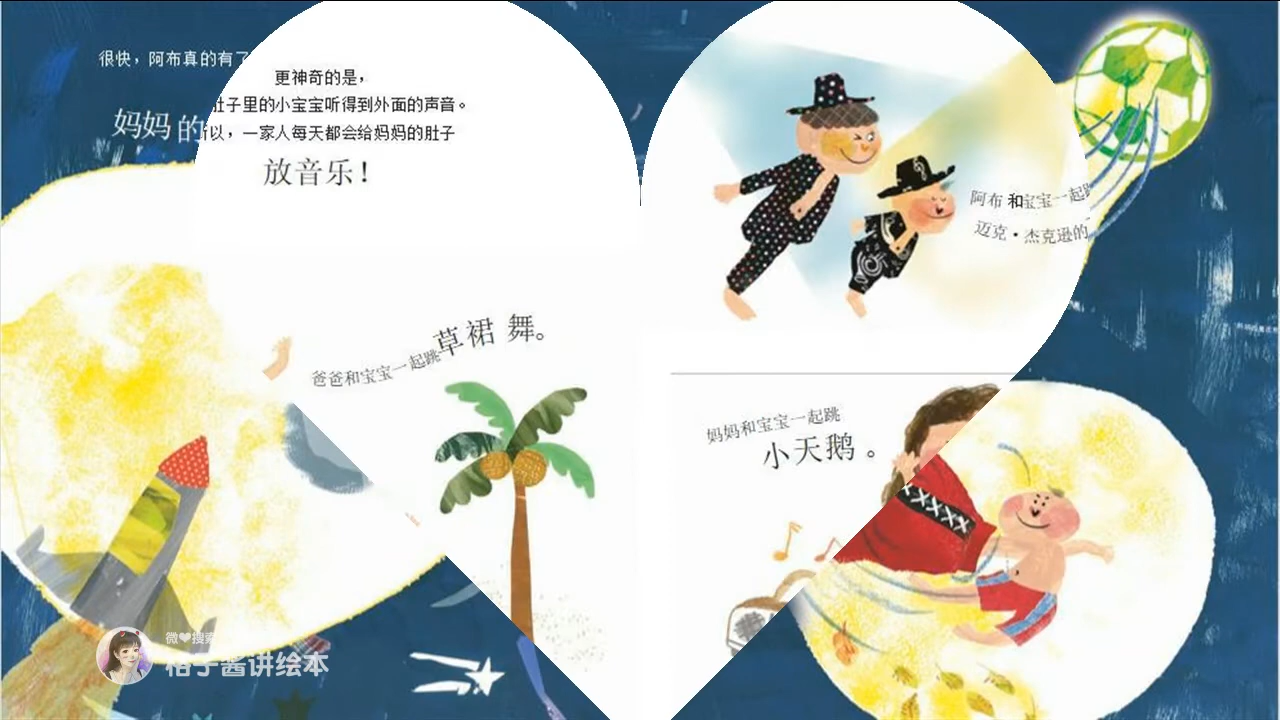 很快，阿布真的有了
妈妈的
更神奇的是，
肚子里的小宝宝听得到外面的声音。
以，一家人每天都会给妈妈的肚子
放音乐！
爸爸和宝宝一起跳草裙舞。
阿布和宝宝一起
迈克·杰克逊的
妈妈和宝宝一起跳
小天鹅。
微❤搜索
格子酱讲绘本